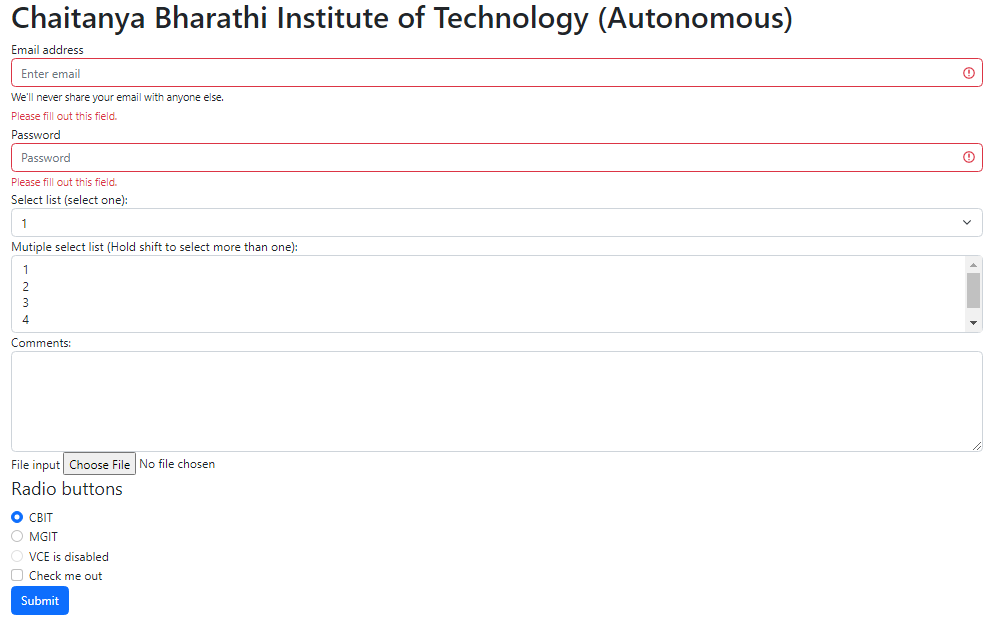 Chaitanya Bharathi Institute of Technology (Autonomous)
Email address
Enter email
We'll never share your email with anyone else.
Please fill out this field.
Password
Password
Please fill out this field.
Select list (select one):
1
Mutiple select list (Hold shift to select more than one):
1
2
3
4
Comments:
File input Choose File No file chosen
Radio buttons
CBIT
MGIT
VCE is disabled
Check me out
Submit